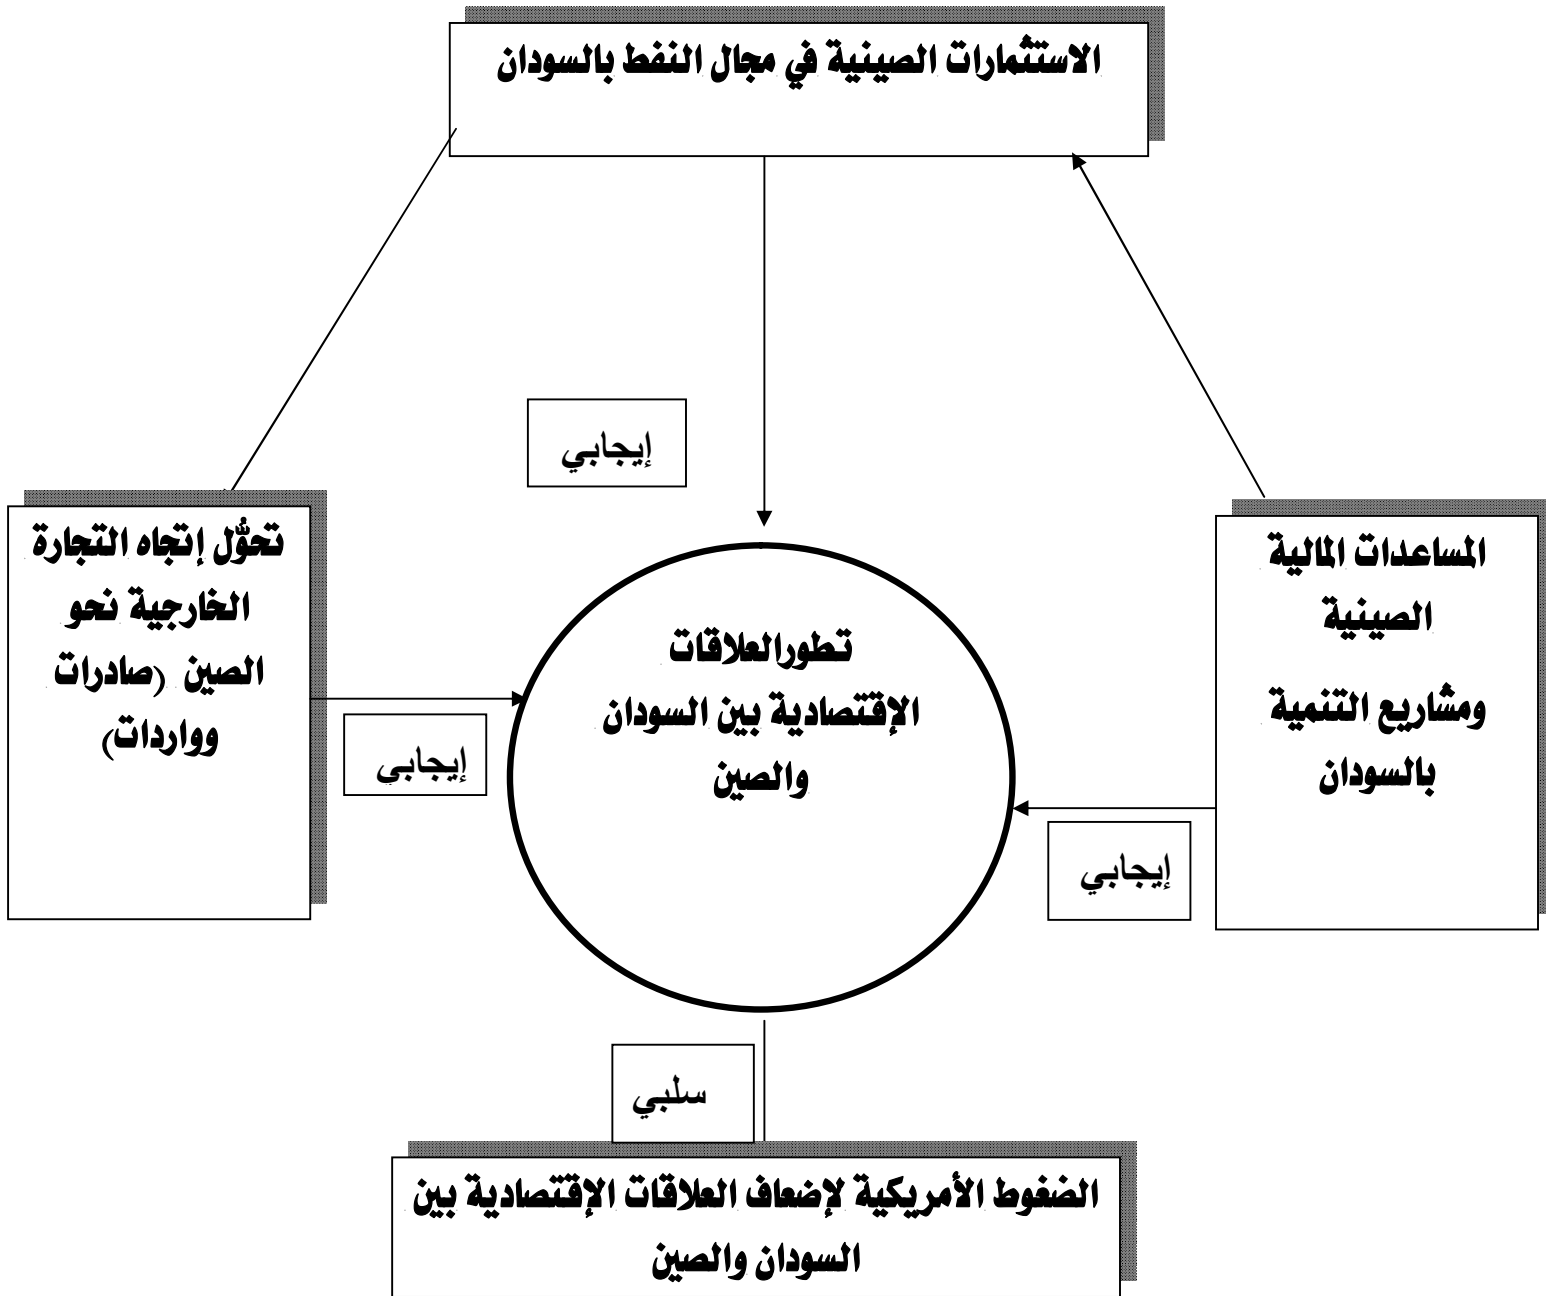 الاستثمارات الصينية في مجال النفط بالسودان
إيجابي
المساعدات المالية
الصينية
ومشاريع التنمية
بالسودان
إيجابي
تطورالعلاقات
الإقتصادية بين السودان
والصين
تحوُّل إتجاه التجارة
الخارجية نحو
الصين (صادرات
وواردات)
إيجابي
سلبي
الضغوط الأمريكية لإضعاف العلاقات الإقتصادية بين
السودان والصين